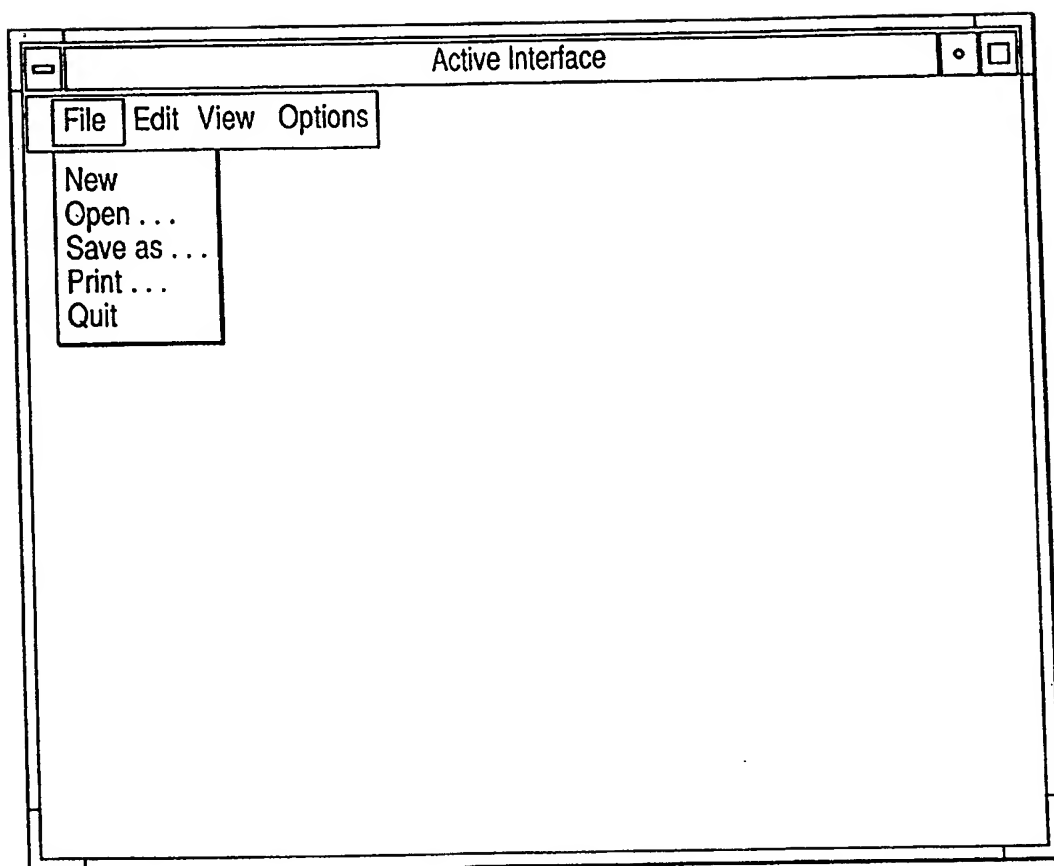 Active Interface
File Edit View Options
New
Open . . .
Save as . . .
Print . . .
Quit